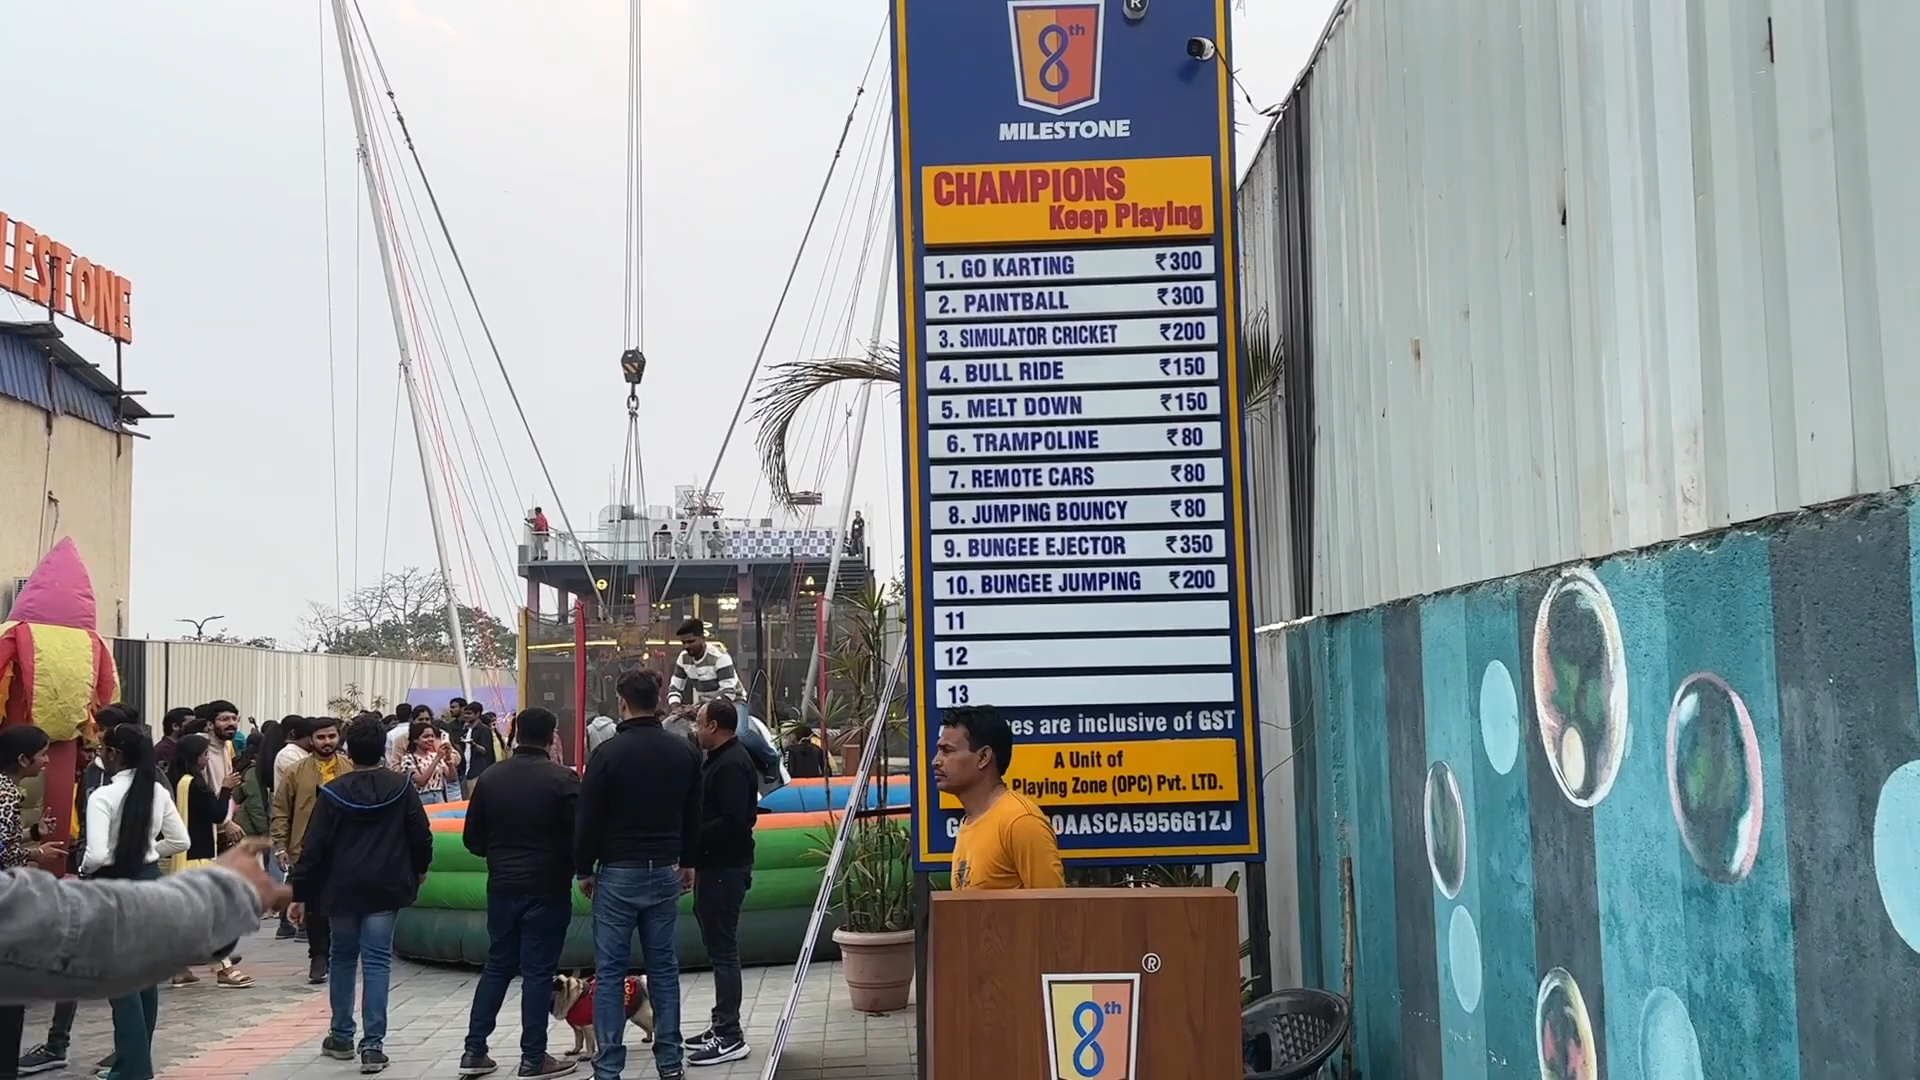 8th
®
MILESTONE
LESTONE
CHAMPIONS
Keep Playing
1. GO KARTING ₹300
2. PAINTBALL ₹300
3. SIMULATOR CRICKET ₹200
4. BULL RIDE ₹150
5. MELT DOWN ₹150
6. TRAMPOLINE ₹80
7. REMOTE CARS ₹80
8. JUMPING BOUNCY ₹80
9. BUNGEE EJECTOR ₹350
10. BUNGEE JUMPING ₹200
11
12
13
es are inclusive of GST
A Unit of
Playing Zone (OPC) Pvt. LTD.
G 0AASCA5956G1ZJ
®
8th